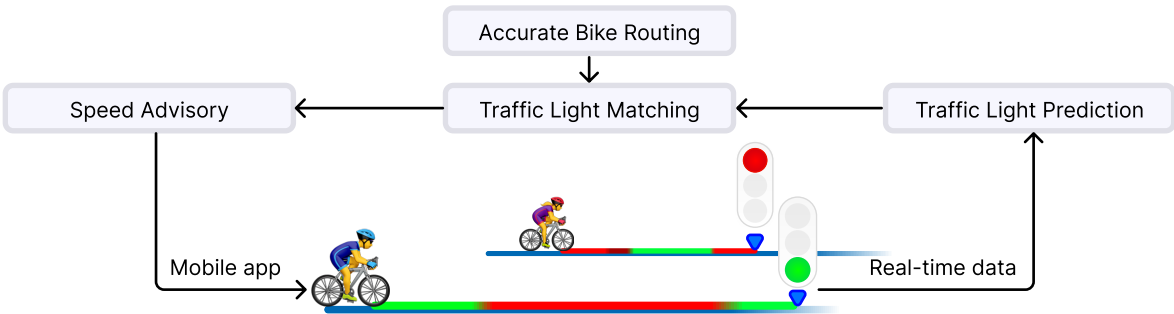 Accurate Bike Routing
Speed Advisory
Traffic Light Matching
Traffic Light Prediction
Mobile app
Real-time data